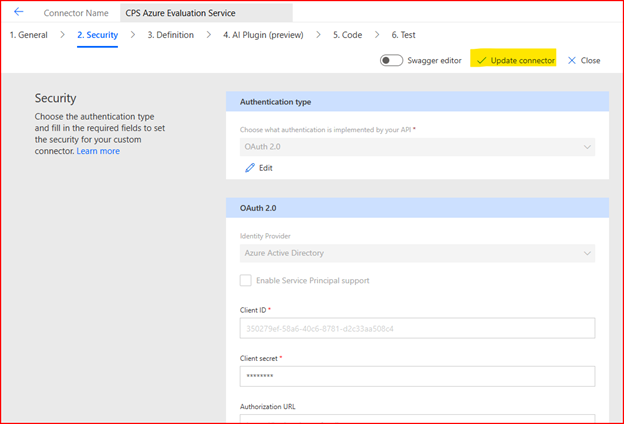 Connector Name CPS Azure Evaluation Service
1. General 2. Security 3. Definition 4. AI Plugin (preview) 5. Code 6. Test
Swagger editor Update connector Close
Security
Choose the authentication type
and fill in the required fields to set
the security for your custom
connector. Learn more
Authentication type
Choose what authentication is implemented by your API *
OAuth 2.0
Edit
OAuth 2.0
Identity Provider
Azure Active Directory
Enable Service Principal support
Client ID *
350279ef-58a6-40c6-8781-d2c33aa508c4
Client secret *
********
Authorization URL